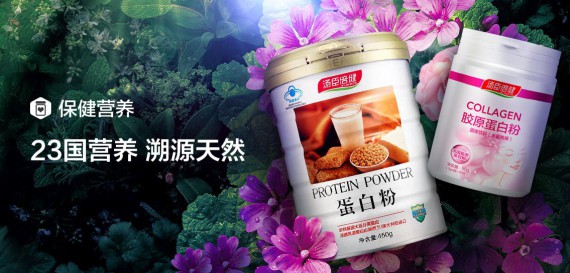 保健营养
23国营养 溯源天然
汤臣倍健
PROTEIN POWDER
蛋白粉
净含量 450g
汤臣倍健
COLLAGEN
胶原蛋白粉